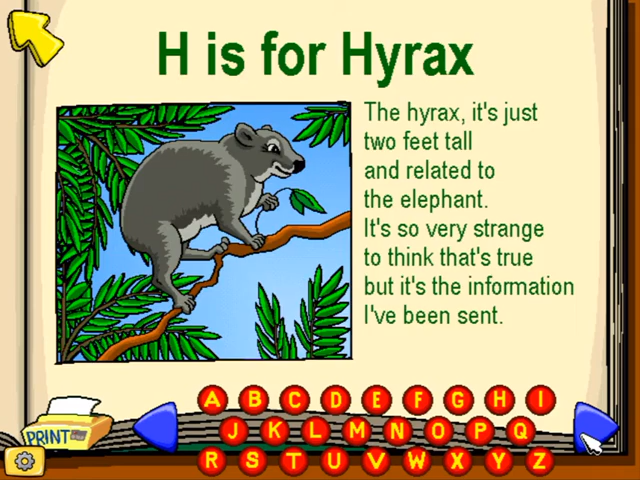 H is for Hyrax
The hyrax, it's just
two feet tall
and related to
the elephant.
It's so very strange
to think that's true
but it's the information
I've been sent.
A B C D E F G H I
J K L M N O P Q
PRINT
R S T U V W X Y Z